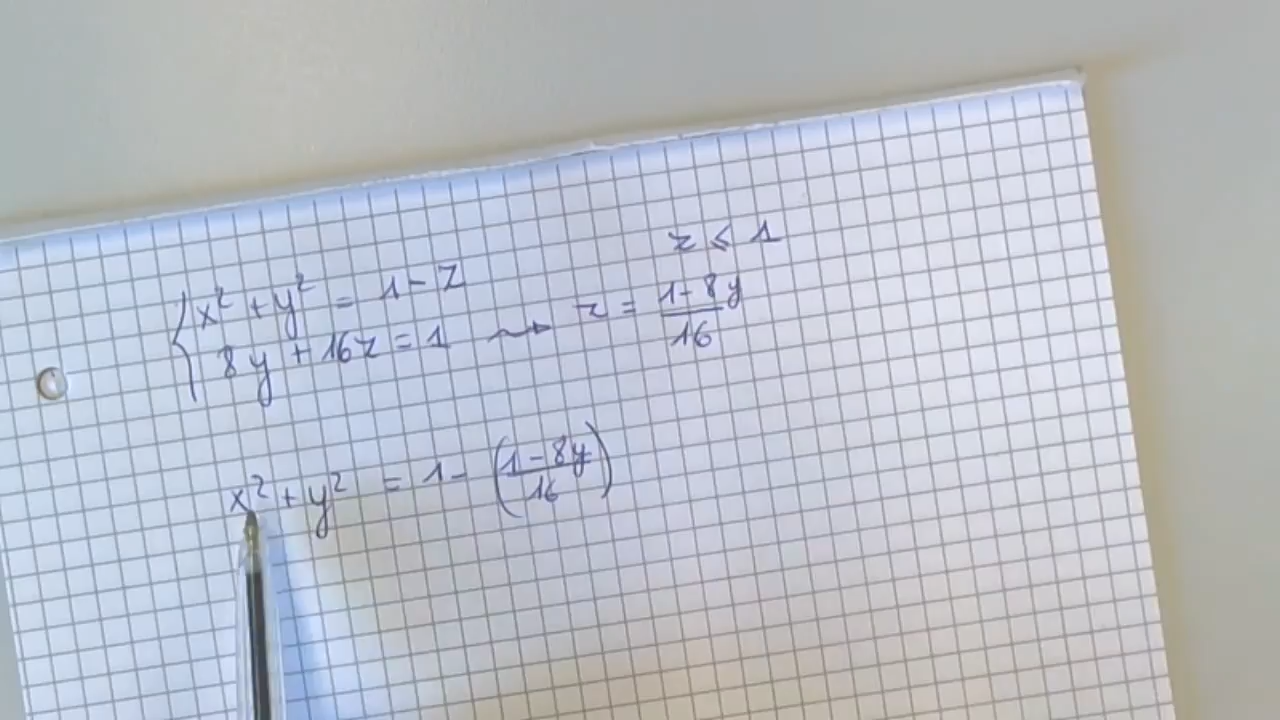 z ≤ 1
{ x² + y² = 1 - z
8y + 16z = 1 ⇝ z = (1 - 8y)/16
x² + y² = 1 - ((1 - 8y)/16)